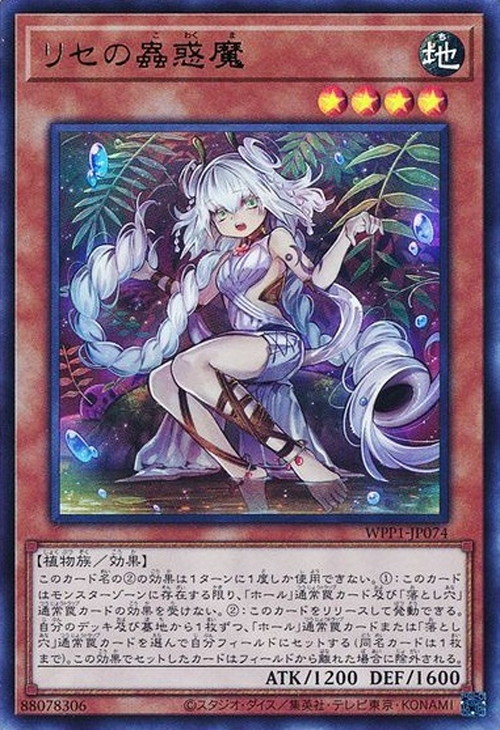 リセの蟲惑魔
地
WPP1-JP074
【植物族／効果】
このカード名の②の効果は１ターンに１度しか使用できない。①：このカード
はモンスターゾーンに存在する限り、「ホール」通常罠カード及び「落とし穴」
通常罠カードの効果を受けない。②：このカードをリリースして発動できる。
自分のデッキ及び墓地から１枚ずつ、「ホール」通常罠カードまたは「落とし
穴」通常罠カードを選んで自分フィールドにセットする（同名カードは１枚
まで）。この効果でセットしたカードはフィールドから離れた場合に除外される。
ATK/1200 DEF/1600
88078306 ©スタジオ・ダイス／集英社・テレビ東京・KONAMI